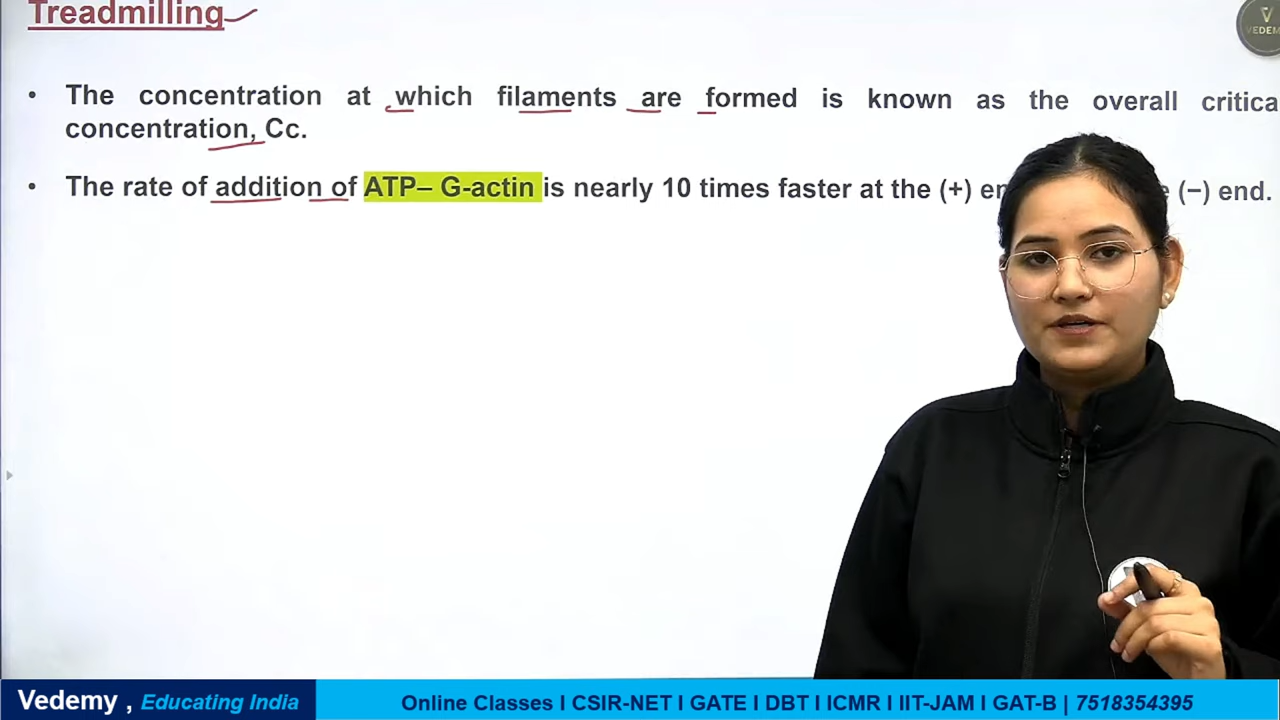 Treadmilling
• The concentration at which filaments are formed is known as the overall critica
concentration, Cc.
• The rate of addition of ATP– G-actin is nearly 10 times faster at the (+) en (−) end.
VEDEM
Vedemy , Educating India
Online Classes I CSIR-NET I GATE I DBT I ICMR I IIT-JAM I GAT-B | 7518354395